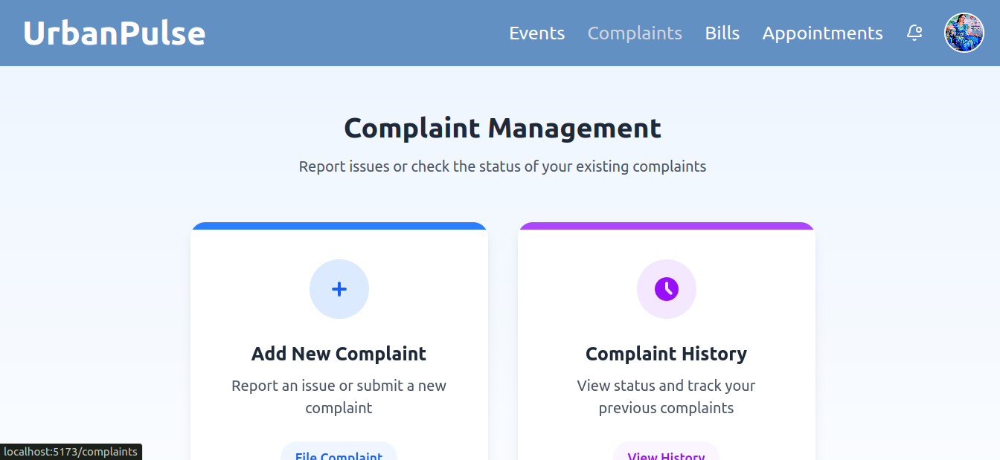 UrbanPulse
Events Complaints Bills Appointments
Complaint Management
Report issues or check the status of your existing complaints
Add New Complaint
Report an issue or submit a new
complaint
File Complaint
Complaint History
View status and track your
previous complaints
View History
localhost:5173/complaints